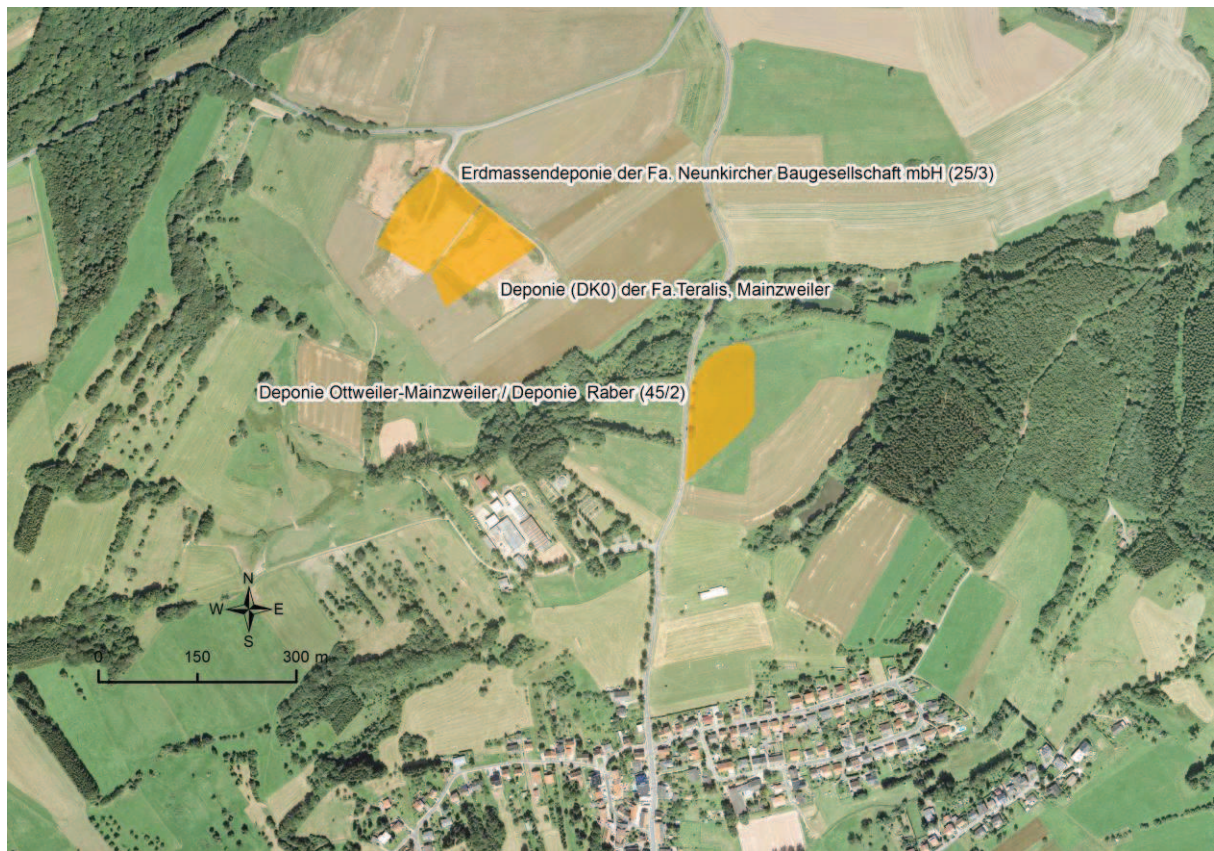 Erdmassendeponie der Fa. Neunkircher Baugesellschaft mbH (25/3)
Deponie (DK0) der Fa.Teralis, Mainzweiler
Deponie Ottweiler-Mainzweiler / Deponie Raber (45/2)
N
W E
S
0 150 300 m